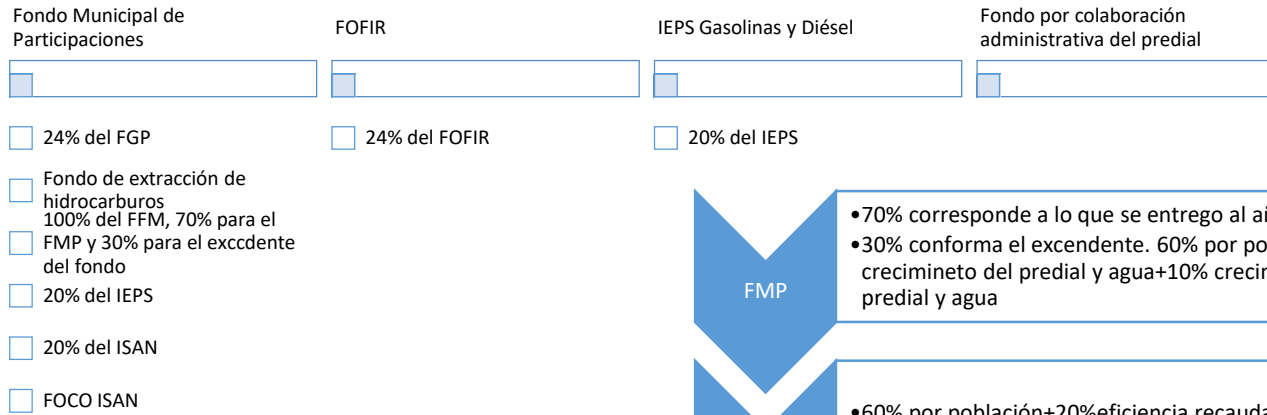 Fondo Municipal de
Participaciones
FOFIR
IEPS Gasolinas y Diésel
Fondo por colaboración
administrativa del predial
24% del FGP
24% del FOFIR
20% del IEPS
Fondo de extracción de
hidrocarburos
100% del FFM, 70% para el
FMP y 30% para el exccdente
del fondo
20% del IEPS
20% del ISAN
FOCO ISAN
FMP
•70% corresponde a lo que se entrego al
•30% conforma el excendente. 60% por
crecimineto del predial y agua+10%
predial y agua
•60% por población+20%eficiencia